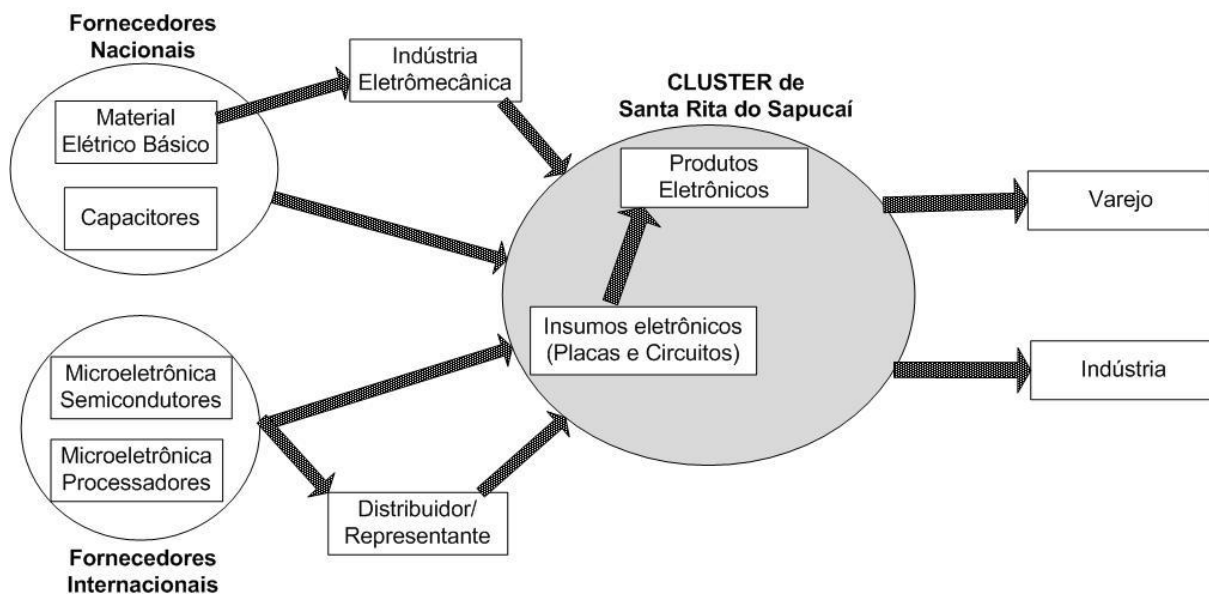 Fornecedores
Nacionais
Material
Elétrico Básico
Capacitores
Indústria
Eletrômecânica
CLUSTER de
Santa Rita do Sapucaí
Produtos
Eletrônicos
Insumos eletrônicos
(Placas e Circuitos)
Varejo
Indústria
Microeletrônica
Semicondutores
Microeletrônica
Processadores
Distribuidor/
Representante
Fornecedores
Internacionais